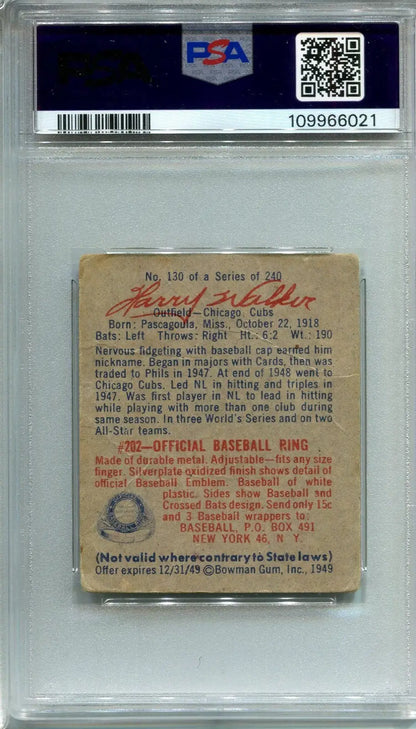 PSA
PSA
109966021
No. 130 of a Series of 240
Harry Walker
Outfield—Chicago Cubs
Born: Pascagoula, Miss., October 22, 1918
Bats: Left Throws: Right Ht.: 6:2 Wt.: 190
Nervous fidgeting with baseball cap earned him
nickname. Began in majors with Cards, then was
traded to Phils in 1947. At end of 1948 went to
Chicago Cubs. Led NL in hitting and triples in
1947. Was first player in NL to lead in hitting
while playing with more than one club during
same season. In three World's Series and on two
All-Star teams.
#202—OFFICIAL BASEBALL RING
Made of durable metal. Adjustable—fits any size
finger. Silverplate oxidized finish shows detail of
official Baseball Emblem. Baseball of white
plastic. Sides show Baseball and
Crossed Bats design. Send only 15c
and 3 Baseball wrappers to:
BASEBALL, P.O. BOX 491
NEW YORK 46, N. Y.
(Not valid where contrary to State laws)
Offer expires 12/31/49 ©Bowman Gum, Inc., 1949